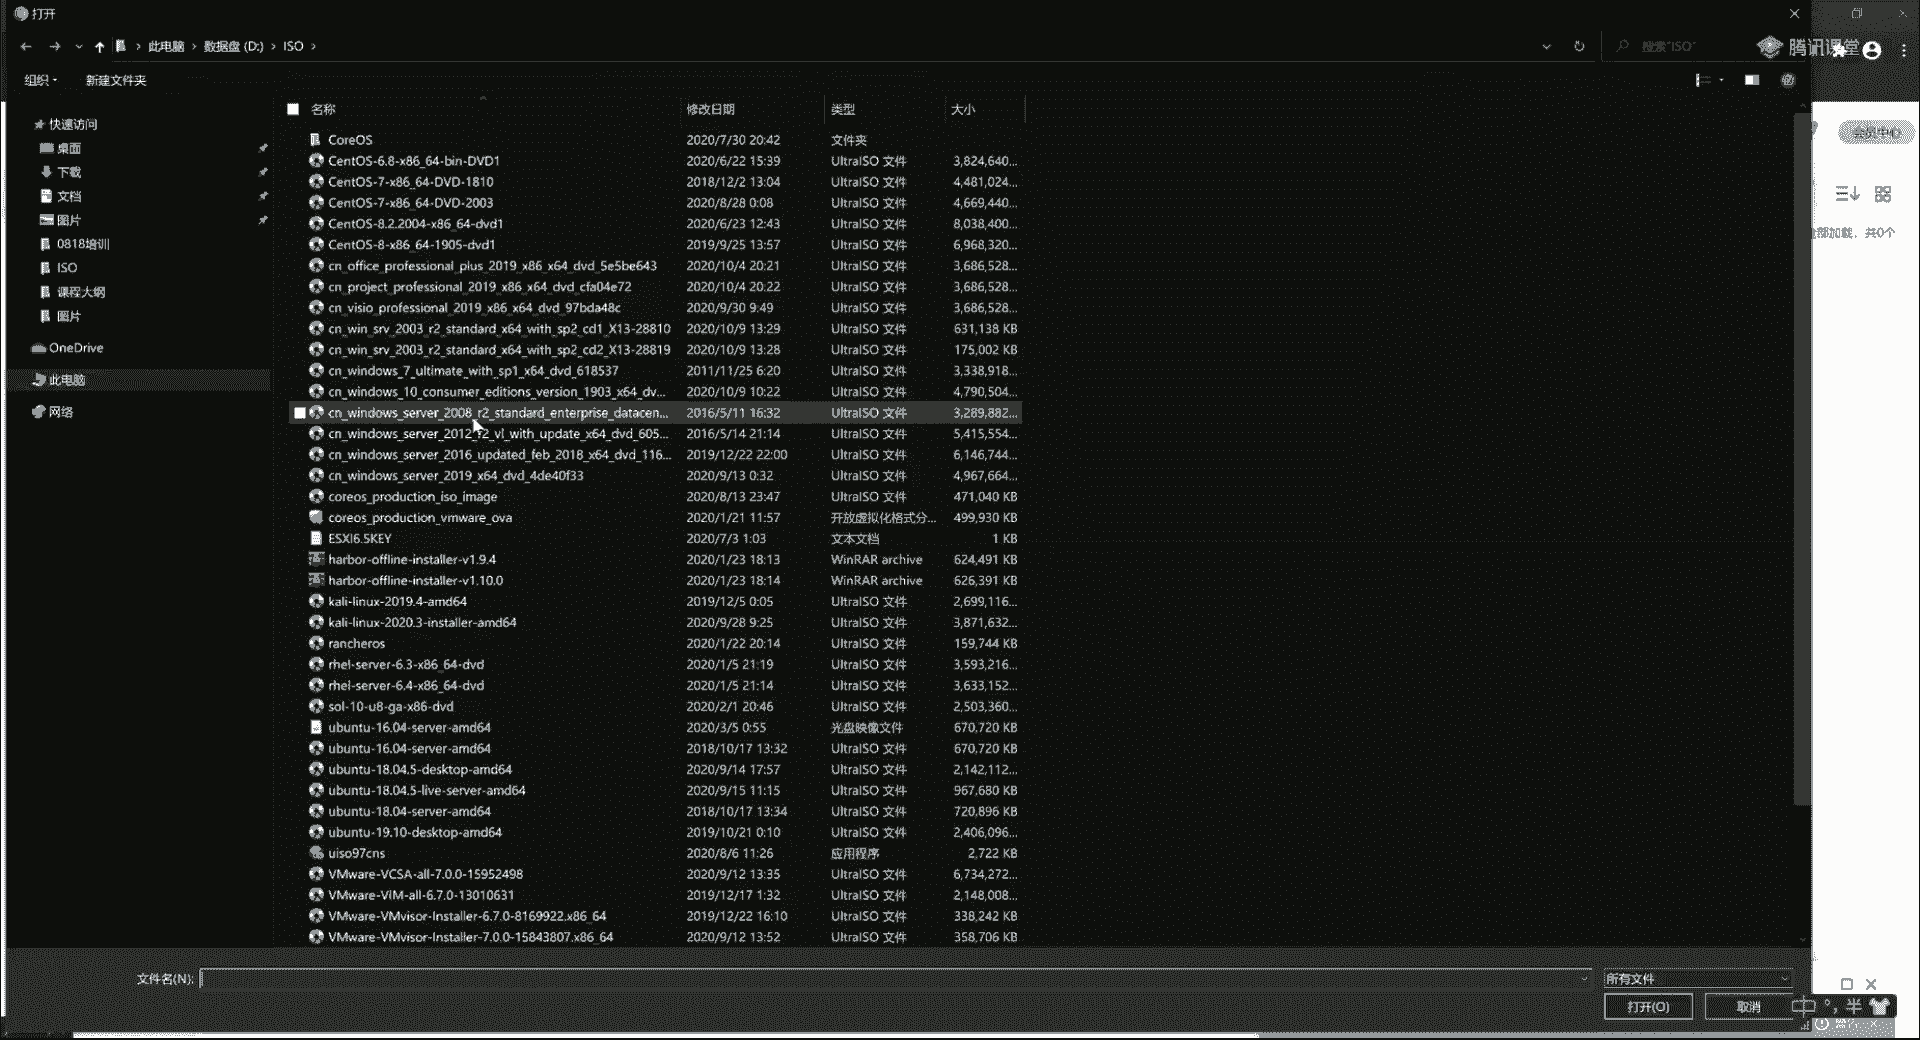 打开
此电脑 > 数据盘 (D:) > ISO >
搜索"ISO"
腾讯课堂
组织
新建文件夹
会员中心
名称 修改日期 类型 大小
快速访问
桌面
下载
文档
图片
0818培训
ISO
课程大纲
图片
OneDrive
此电脑
网络
CoreOS 2020/7/30 20:42 文件夹
CentOS-6.8-x86_64-bin-DVD1 2020/6/22 15:39 UltraISO 文件 3,824,640...
CentOS-7-x86_64-DVD-1810 2018/12/2 13:04 UltraISO 文件 4,481,024...
CentOS-7-x86_64-DVD-2003 2020/8/28 0:08 UltraISO 文件 4,669,440...
CentOS-8.2.2004-x86_64-dvd1 2020/6/23 12:43 UltraISO 文件 8,038,400...
CentOS-8-x86_64-1905-dvd1 2019/9/25 13:57 UltraISO 文件 6,968,320...
cn_office_professional_plus_2019_x86_x64_dvd_5e5be643 2020/10/4 20:21 UltraISO 文件 3,686,528...
cn_project_professional_2019_x86_x64_dvd_cfa04e72 2020/10/4 20:22 UltraISO 文件 3,686,528...
cn_visio_professional_2019_x86_x64_dvd_97bda48c 2020/9/30 9:49 UltraISO 文件 3,686,528...
cn_win_srv_2003_r2_standard_x64_with_sp2_cd1_X13-28810 2020/10/9 13:29 UltraISO 文件 631,138 KB
cn_win_srv_2003_r2_standard_x64_with_sp2_cd2_X13-28819 2020/10/9 13:28 UltraISO 文件 175,002 KB
cn_windows_7_ultimate_with_sp1_x64_dvd_618537 2011/11/25 6:20 UltraISO 文件 3,338,918...
cn_windows_10_consumer_editions_version_1903_x64_dv... 2020/10/9 10:22 UltraISO 文件 4,790,504...
cn_windows_server_2008_r2_standard_enterprise_datacen... 2016/5/11 16:32 UltraISO 文件 3,289,882...
cn_windows_server_2012_r2_vl_with_update_x64_dvd_605... 2016/5/14 21:14 UltraISO 文件 5,415,554...
cn_windows_server_2016_updated_feb_2018_x64_dvd_116... 2019/12/22 22:00 UltraISO 文件 6,146,744...
cn_windows_server_2019_x64_dvd_4de40f33 2020/9/13 0:32 UltraISO 文件 4,967,664...
coreos_production_iso_image 2020/8/13 23:47 UltraISO 文件 471,040 KB
coreos_production_vmware_ova 2020/1/21 11:57 开放虚拟化格式分... 499,930 KB
ESXI6.5KEY 2020/7/3 1:03 文本文档 1 KB
harbor-offline-installer-v1.9.4 2020/1/23 18:13 WinRAR archive 624,491 KB
harbor-offline-installer-v1.10.0 2020/1/23 18:14 WinRAR archive 626,391 KB
kali-linux-2019.4-amd64 2019/12/5 0:05 UltraISO 文件 2,699,116...
kali-linux-2020.3-installer-amd64 2020/9/28 9:25 UltraISO 文件 3,871,632...
rancheros 2020/1/22 20:14 UltraISO 文件 159,744 KB
rhel-server-6.3-x86_64-dvd 2020/1/5 21:19 UltraISO 文件 3,593,216...
rhel-server-6.4-x86_64-dvd 2020/1/5 21:14 UltraISO 文件 3,633,152...
sol-10-u8-ga-x86-dvd 2020/2/1 20:46 UltraISO 文件 2,503,360...
ubuntu-16.04-server-amd64 2020/3/5 0:55 光盘映像文件 670,720 KB
ubuntu-16.04-server-amd64 2018/10/17 13:32 UltraISO 文件 670,720 KB
ubuntu-18.04.5-desktop-amd64 2020/9/14 17:57 UltraISO 文件 2,142,112...
ubuntu-18.04.5-live-server-amd64 2020/9/15 11:15 UltraISO 文件 967,680 KB
ubuntu-18.04-server-amd64 2018/10/17 13:34 UltraISO 文件 720,896 KB
ubuntu-19.10-desktop-amd64 2019/10/21 0:10 UltraISO 文件 2,406,096...
uiso97cns 2020/8/6 11:26 应用程序 2,722 KB
VMware-VCSA-all-7.0.0-15952498 2020/9/12 13:35 UltraISO 文件 6,734,272...
VMware-VIM-all-6.7.0-13010631 2019/12/17 1:32 UltraISO 文件 2,148,008...
VMware-VMvisor-Installer-6.7.0-8169922.x86_64 2019/12/22 16:10 UltraISO 文件 338,242 KB
VMware-VMvisor-Installer-7.0.0-15843807.x86_64 2020/9/12 13:52 UltraISO 文件 358,706 KB
部加载，共0个
文件名(N):
所有文件
打开(O)
取消
中 °, 半